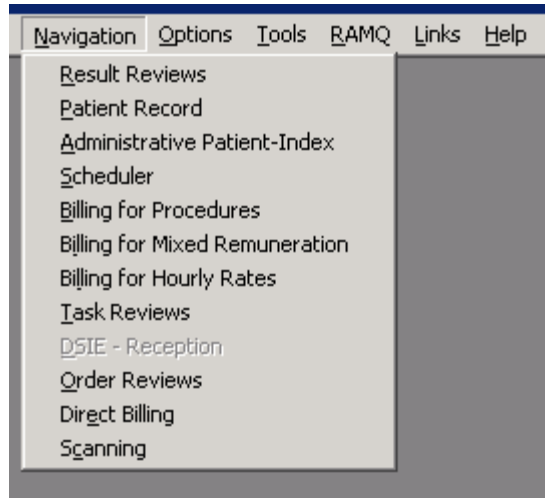 Navigation Options Tools RAMQ Links Help
Result Reviews
Patient Record
Administrative Patient-Index
Scheduler
Billing for Procedures
Billing for Mixed Remuneration
Billing for Hourly Rates
Task Reviews
DSIE - Reception
Order Reviews
Direct Billing
Scanning